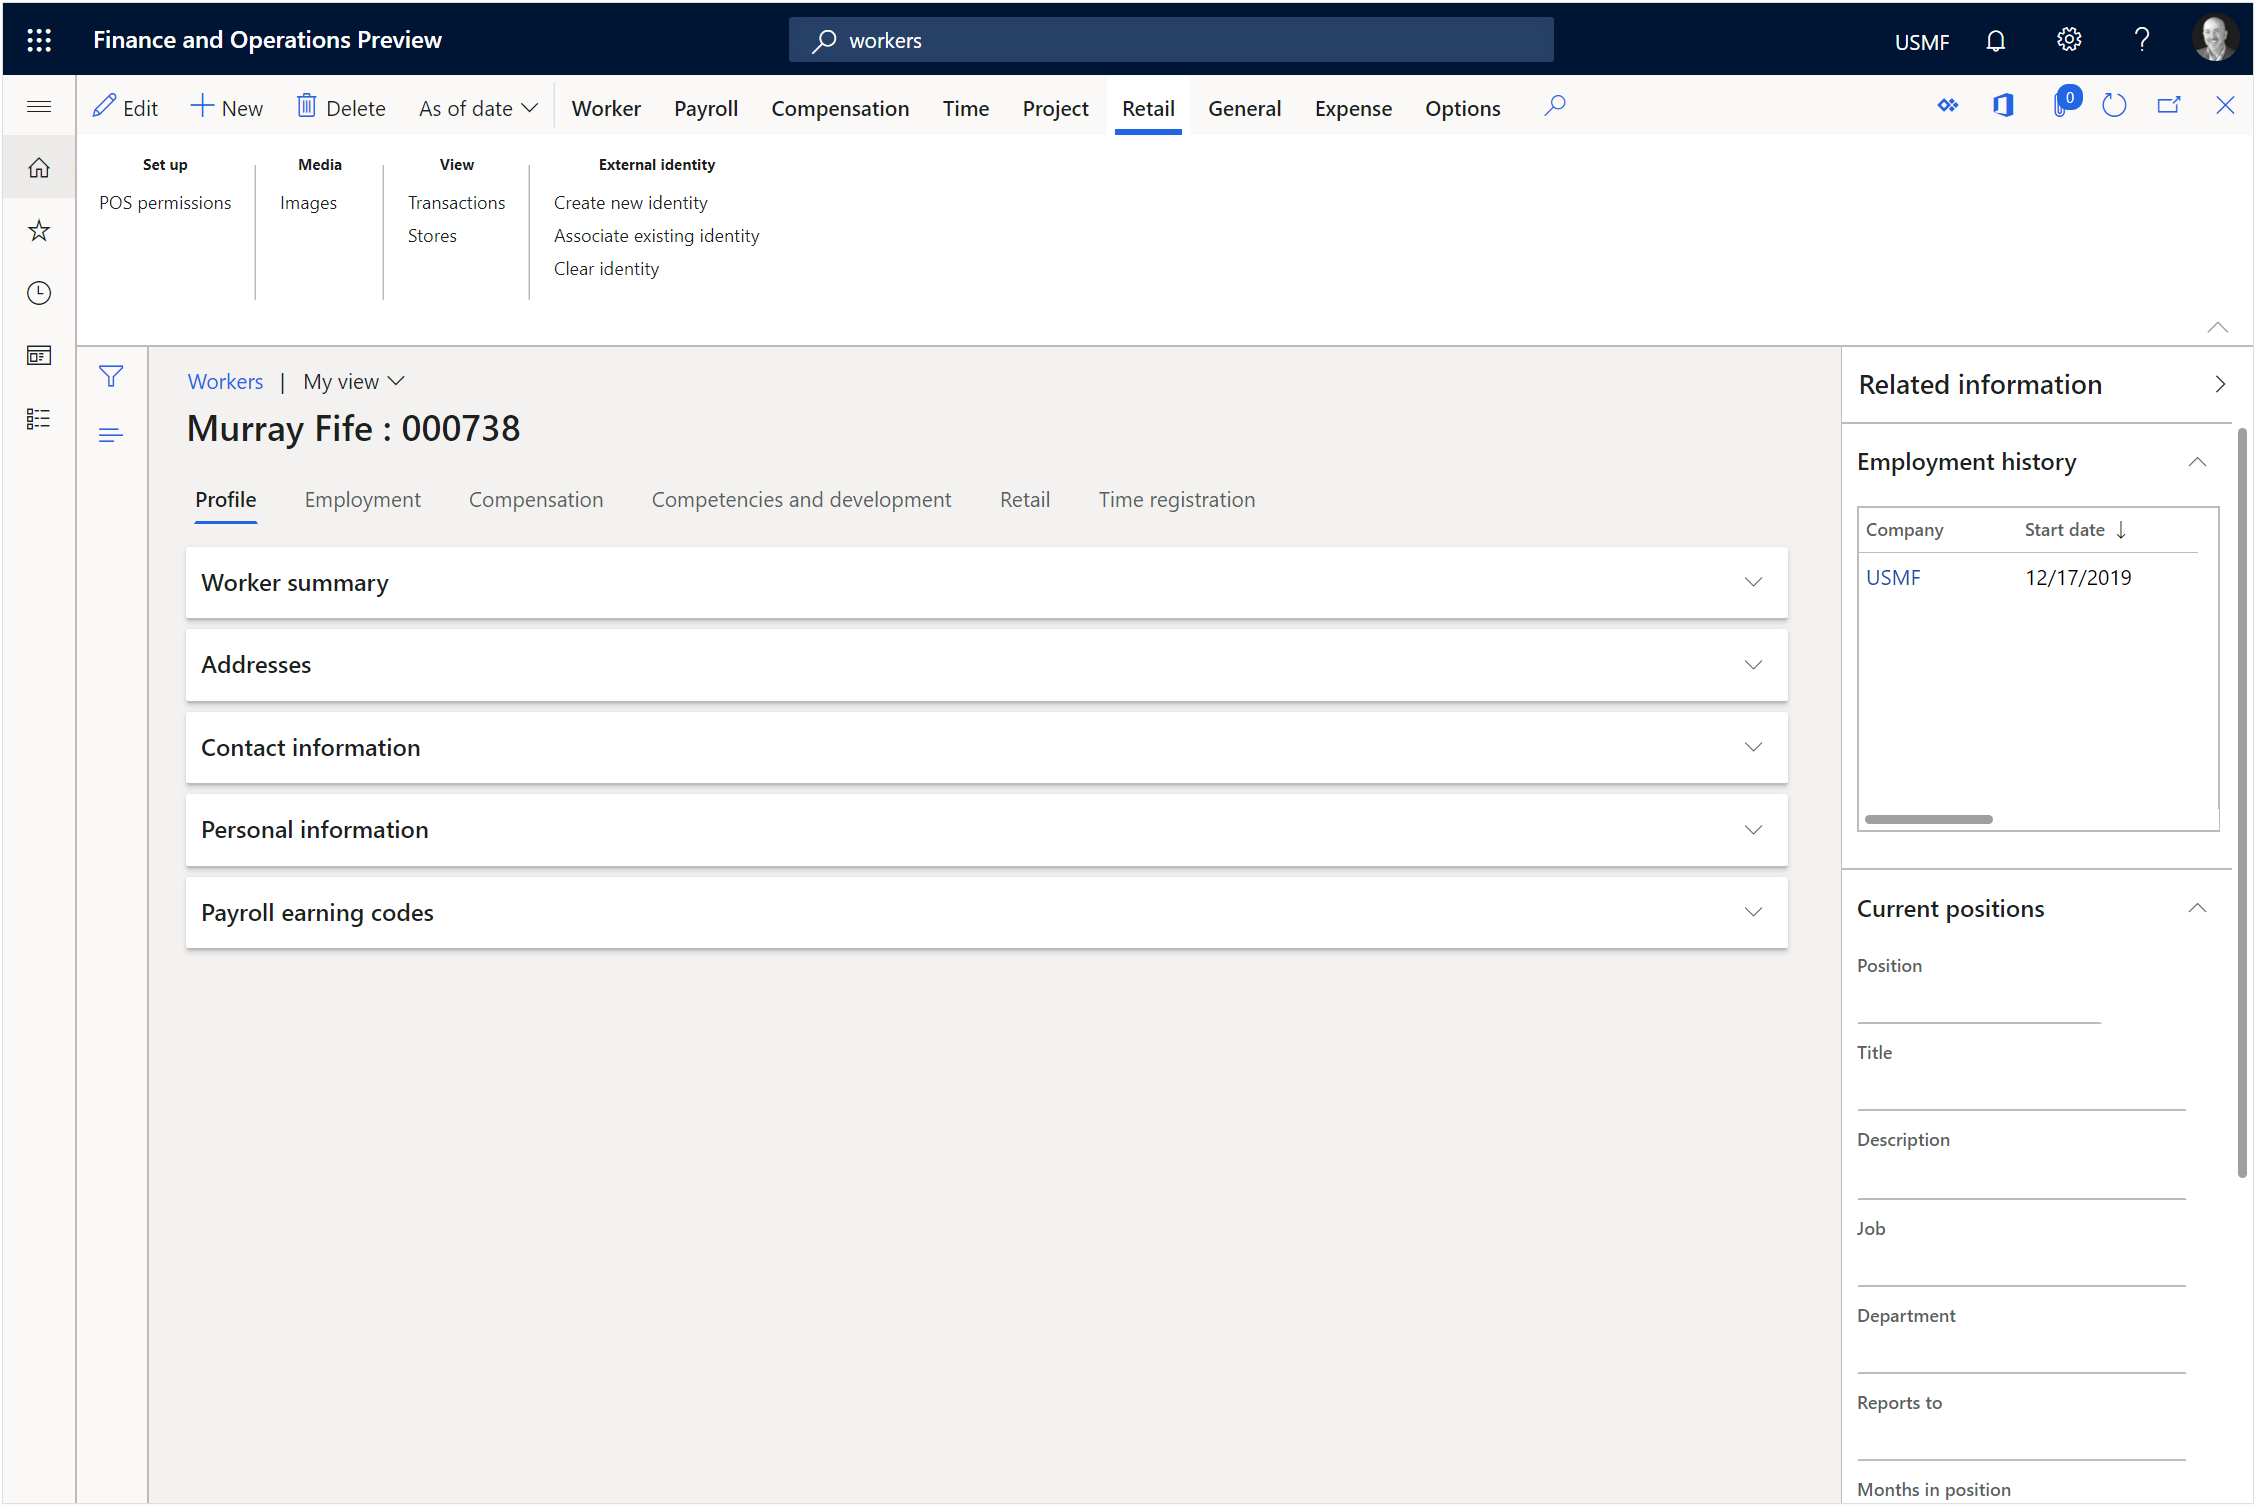 Finance and Operations Preview
workers
USMF
?
Edit
New
Delete
As of date
Worker
Payroll
Compensation
Time
Project
Retail
General
Expense
Options
0
Set up
POS permissions
Media
Images
View
Transactions
Stores
External identity
Create new identity
Associate existing identity
Clear identity
Workers | My view
Murray Fife : 000738
Profile
Employment
Compensation
Competencies and development
Retail
Time registration
Worker summary
Addresses
Contact information
Personal information
Payroll earning codes
Related information
Employment history
Company Start date ↓
USMF 12/17/2019
Current positions
Position
Title
Description
Job
Department
Reports to
Months in position